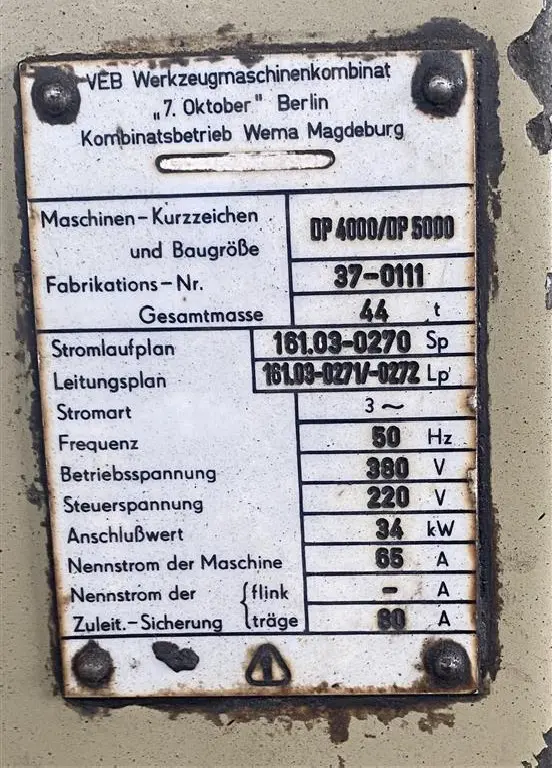 VEB Werkzeugmaschinenkombinat
„7. Oktober" Berlin
Kombinatsbetrieb Wema Magdeburg
Maschinen-Kurzzeichen
und Baugröße DP 4000/DP 5000
Fabrikations-Nr. 37-0111
Gesamtmasse 44 t
Stromlaufplan 161.03-0270 Sp
Leitungsplan 161.03-0271/-0272 Lp
Stromart 3 ~
Frequenz 50 Hz
Betriebsspannung 380 V
Steuerspannung 220 V
Anschlußwert 34 kW
Nennstrom der Maschine 65 A
Nennstrom der { flink - A
Zuleit.-Sicherung { träge 80 A